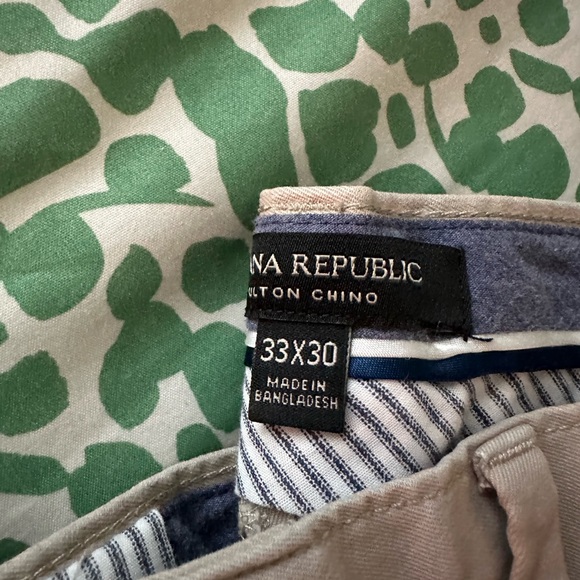 NA REPUBLIC
LTON CHINO
33X30
MADE IN
BANGLADESH